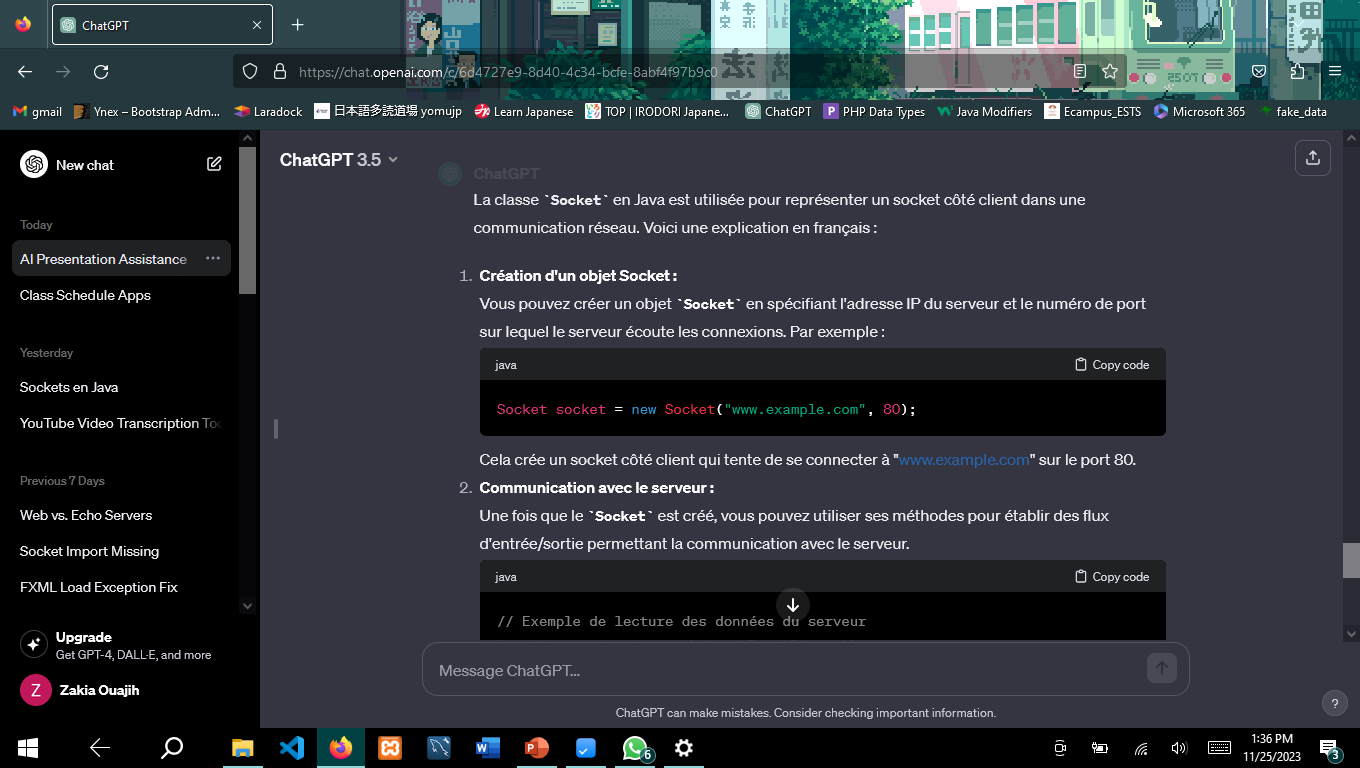 ChatGPT
https://chat.openai.com/c/6d4727e9-8d40-4c34-bcfe-8abf4f97b9c0
gmail
Ynex – Bootstrap Adm...
Laradock
日本語多読道場 yomujp
Learn Japanese
TOP | IRODORI Japane...
ChatGPT
PHP Data Types
Java Modifiers
Ecampus_ESTS
Microsoft 365
fake_data
New chat
Today
AI Presentation Assistance
Class Schedule Apps
Yesterday
Sockets en Java
YouTube Video Transcription
Previous 7 Days
Web vs. Echo Servers
Socket Import Missing
FXML Load Exception Fix
Upgrade
Get GPT-4, DALL·E, and more
Z
Zakia Ouajih
ChatGPT 3.5
ChatGPT
La classe `Socket` en Java est utilisée pour représenter un socket côté client dans une
communication réseau. Voici une explication en français :
1. Création d'un objet Socket :
Vous pouvez créer un objet `Socket` en spécifiant l'adresse IP du serveur et le numéro de port
sur lequel le serveur écoute les connexions. Par exemple :
java
Copy code
Socket socket = new Socket("www.example.com", 80);
Cela crée un socket côté client qui tente de se connecter à "www.example.com" sur le port 80.
2. Communication avec le serveur :
Une fois que le `Socket` est créé, vous pouvez utiliser ses méthodes pour établir des flux
d'entrée/sortie permettant la communication avec le serveur.
java
Copy code
// Exemple de lecture des données du serveur
Message ChatGPT...
ChatGPT can make mistakes. Consider checking important information.
?
6
1:36 PM
11/25/2023
3